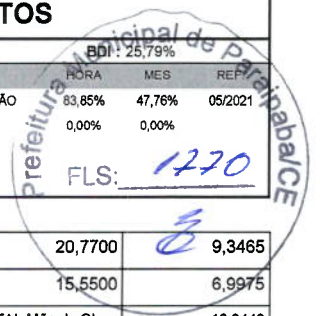 TOS
BDI : 25,79%
HORA MES REF.
ÃO 83,85% 47,76% 05/2021
0,00% 0,00%
Prefeitura Municipal de Paraipaba/CE
FLS: 1770
20,7700 9,3465
15,5500 6,9975